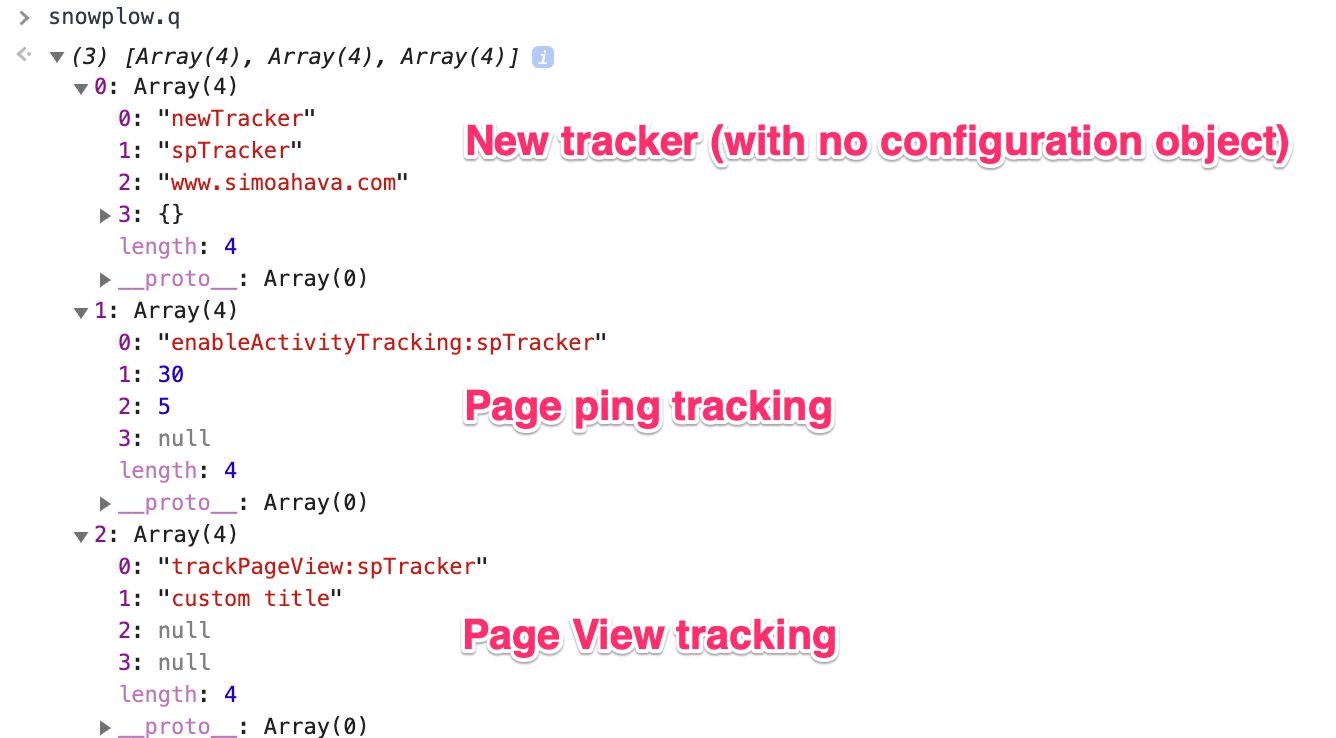 > snowplow.q
(3) [Array(4), Array(4), Array(4)] i
0: Array(4)
0: "newTracker"
1: "spTracker"
New tracker (with no configuration object)
2: "www.simoahava.com"
3: {}
length: 4
__proto__: Array(0)
1: Array(4)
0: "enableActivityTracking:spTracker"
1: 30
2: 5
Page ping tracking
3: null
length: 4
__proto__: Array(0)
2: Array(4)
0: "trackPageView:spTracker"
1: "custom title"
2: null
Page View tracking
3: null
length: 4
__proto__: Array(0)